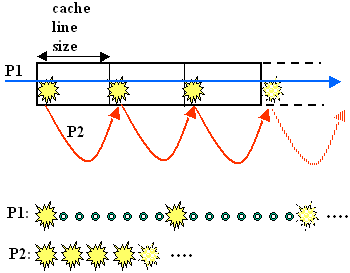 cache
line
size
P1
P2
P1: ....
P2: ....